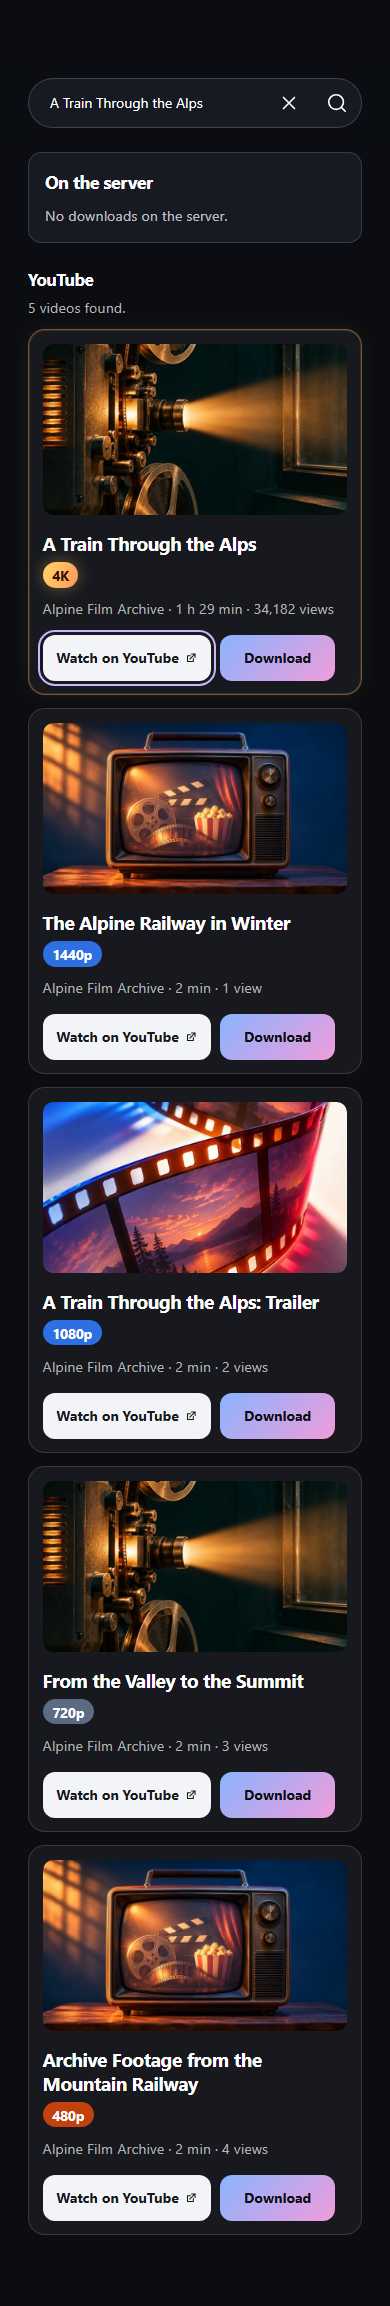 A Train Through the Alps
On the server
No downloads on the server.
YouTube
5 videos found.
A Train Through the Alps
4K
Alpine Film Archive · 1 h 29 min · 34,182 views
Watch on YouTube
Download
The Alpine Railway in Winter
1440p
Alpine Film Archive · 2 min · 1 view
Watch on YouTube
Download
A Train Through the Alps: Trailer
1080p
Alpine Film Archive · 2 min · 2 views
Watch on YouTube
Download
From the Valley to the Summit
720p
Alpine Film Archive · 2 min · 3 views
Watch on YouTube
Download
Archive Footage from the
Mountain Railway
480p
Alpine Film Archive · 2 min · 4 views
Watch on YouTube
Download